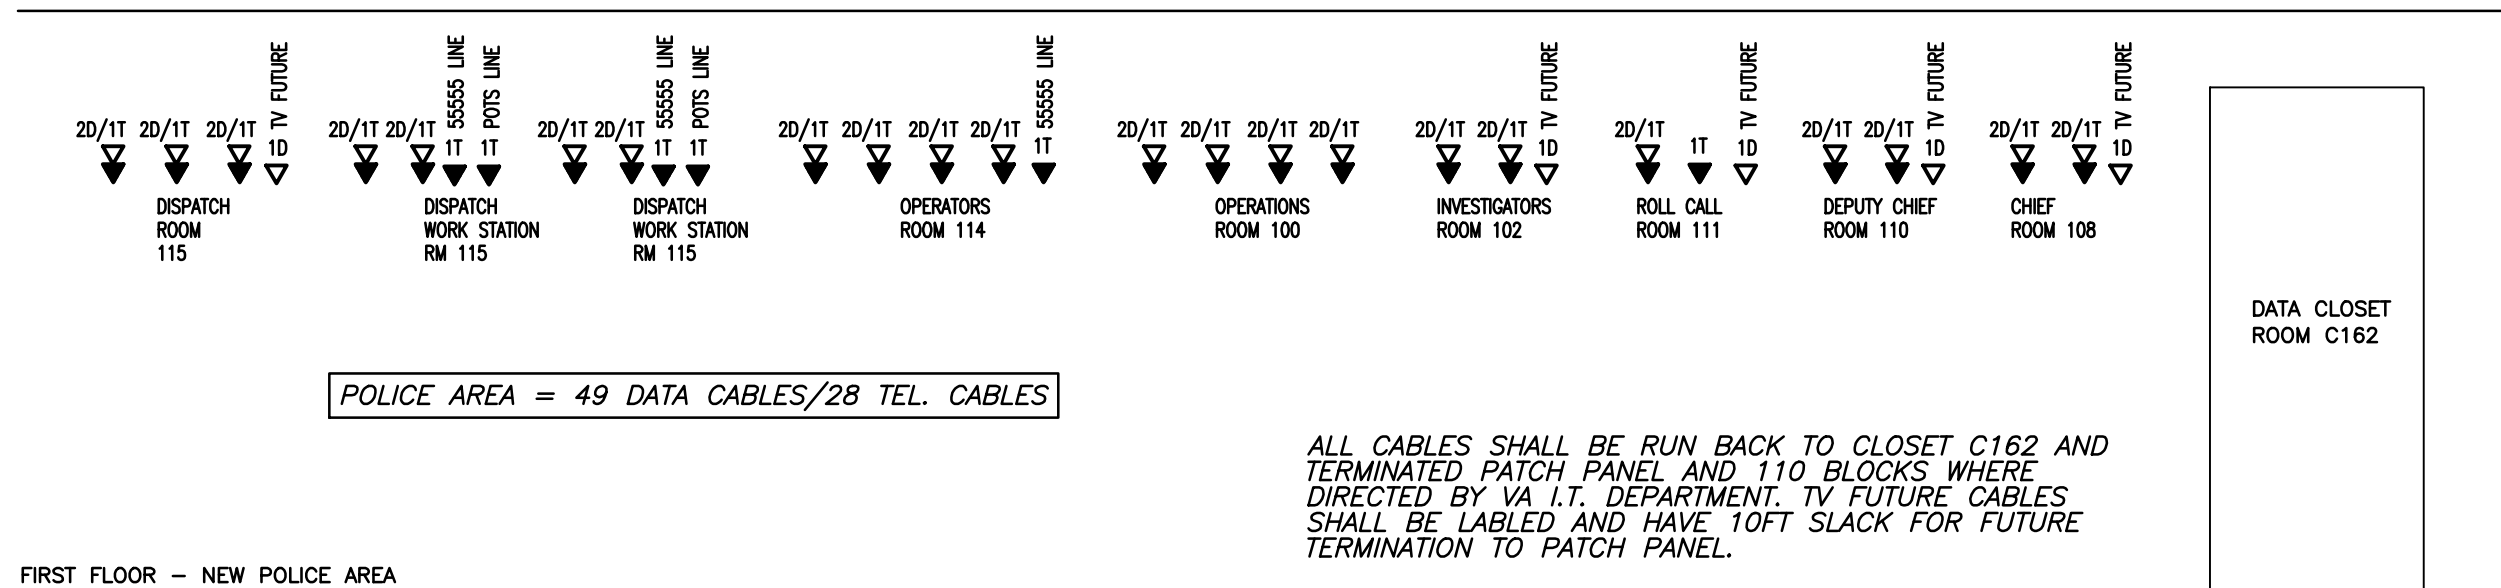 2D/1T 2D/1T 2D/1T 1D TV FUTURE
DISPATCH
ROOM
115
2D/1T 2D/1T 1T 55555 LINE 1T POTS LINE
DISPATCH
WORK STATION
RM 115
2D/1T 2D/1T 1T 55555 LINE 1T POTS LINE
DISPATCH
WORK STATION
RM 115
2D/1T 2D/1T 2D/1T 2D/1T 1T 55555 LINE
OPERATORS
ROOM 114
2D/1T 2D/1T 2D/1T 2D/1T
OPERATIONS
ROOM 100
2D/1T 2D/1T 1D TV FUTURE
INVESTIGATORS
ROOM 102
2D/1T 1T 1D TV FUTURE
ROLL CALL
ROOM 111
2D/1T 2D/1T 1D TV FUTURE
DEPUTY CHIEF
ROOM 110
2D/1T 2D/1T 1D TV FUTURE
CHIEF
ROOM 108
DATA CLOSET
ROOM C162
POLICE AREA = 49 DATA CABLES/28 TEL. CABLES
ALL CABLES SHALL BE RUN BACK TO CLOSET C162 AND
TERMINATED PATCH PANEL AND 110 BLOCKS WHERE
DIRECTED BY VA I.T. DEPARTMENT. TV FUTURE CABLES
SHALL BE LABLED AND HAVE 10FT SLACK FOR FUTURE
TERMINATION TO PATCH PANEL.
FIRST FLOOR – NEW POLICE AREA